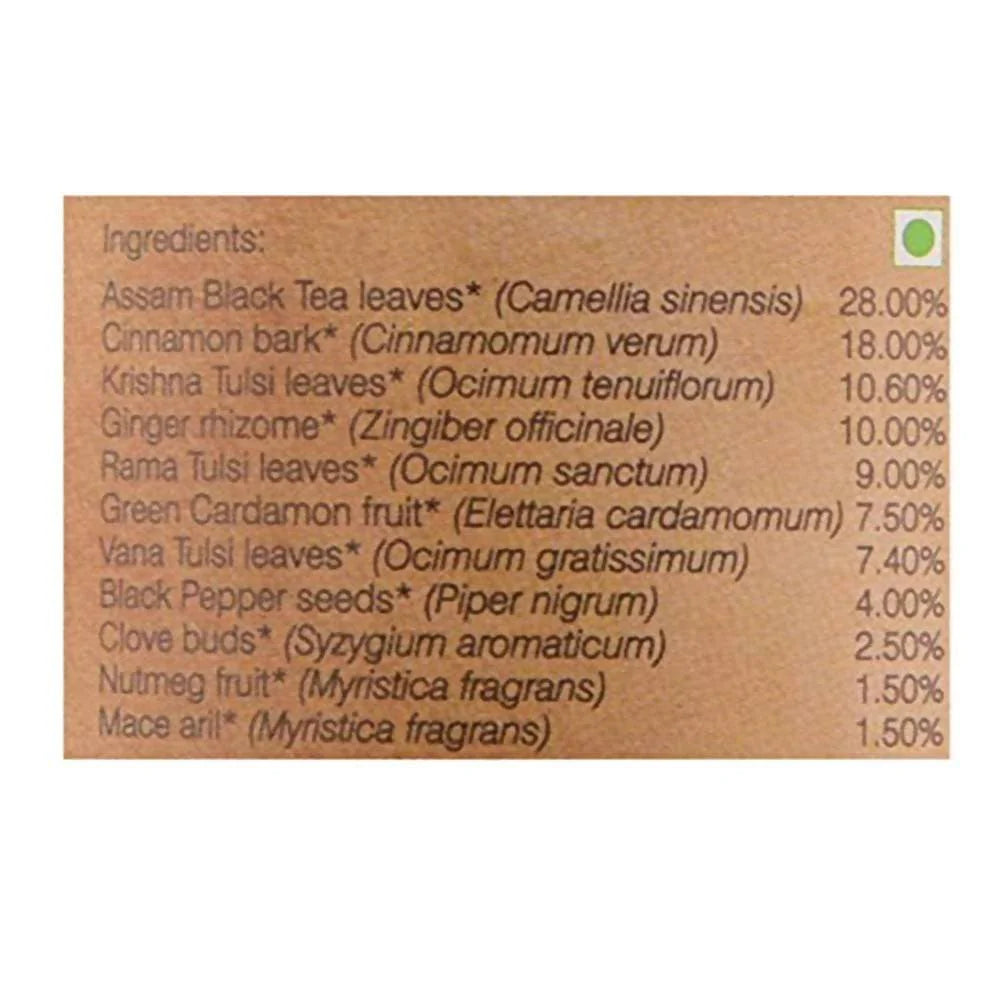 Ingredients:
Assam Black Tea leaves* (Camellia sinensis) 28.00%
Cinnamon bark* (Cinnamomum verum) 18.00%
Krishna Tulsi leaves* (Ocimum tenuiflorum) 10.60%
Ginger rhizome* (Zingiber officinale) 10.00%
Rama Tulsi leaves* (Ocimum sanctum) 9.00%
Green Cardamon fruit* (Elettaria cardamomum) 7.50%
Vana Tulsi leaves* (Ocimum gratissimum) 7.40%
Black Pepper seeds* (Piper nigrum) 4.00%
Clove buds* (Syzygium aromaticum) 2.50%
Nutmeg fruit* (Myristica fragrans) 1.50%
Mace aril* (Myristica fragrans) 1.50%